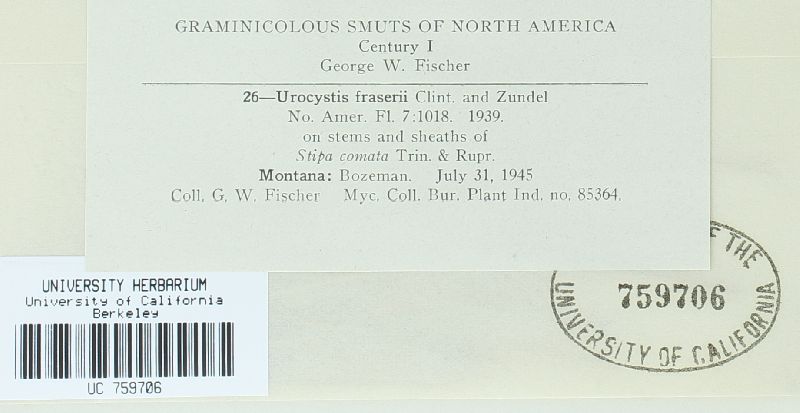 GRAMINICOLOUS SMUTS OF NORTH AMERICA
Century I
George W. Fischer
26—Urocystis fraserii Clint. and Zundel
No. Amer. Fl. 7:1018. 1939.
on stems and sheaths of
Stipa comata Trin. & Rupr.
Montana: Bozeman. July 31, 1945
Coll. G. W. Fischer Myc. Coll. Bur. Plant Ind. no. 85364.
UNIVERSITY HERBARIUM
University of California
Berkeley
UC 759706
OF THE
759706
UNIVERSITY OF CALIFORNIA